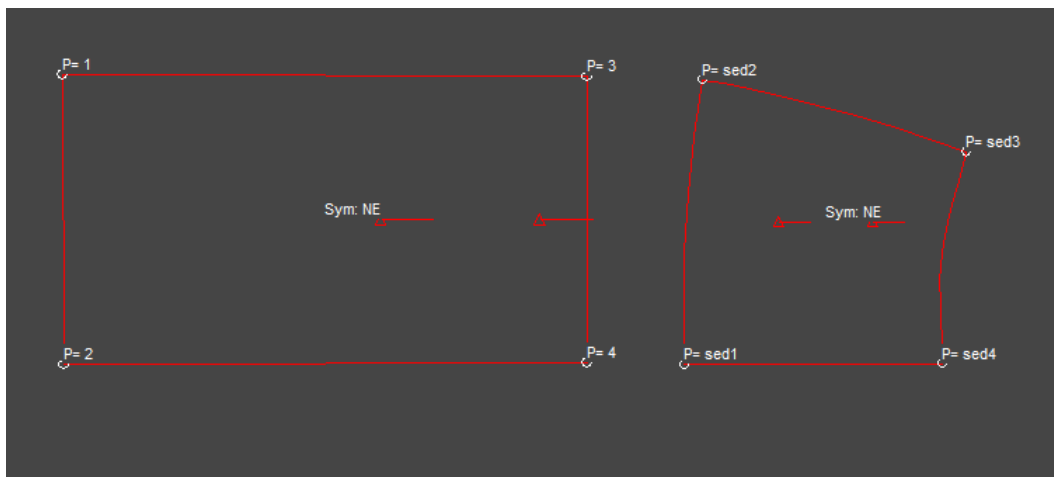 P= 1
P= 3
P= sed2
P= sed3
Sym: NE
Sym: NE
P= 2
P= 4
P= sed1
P= sed4